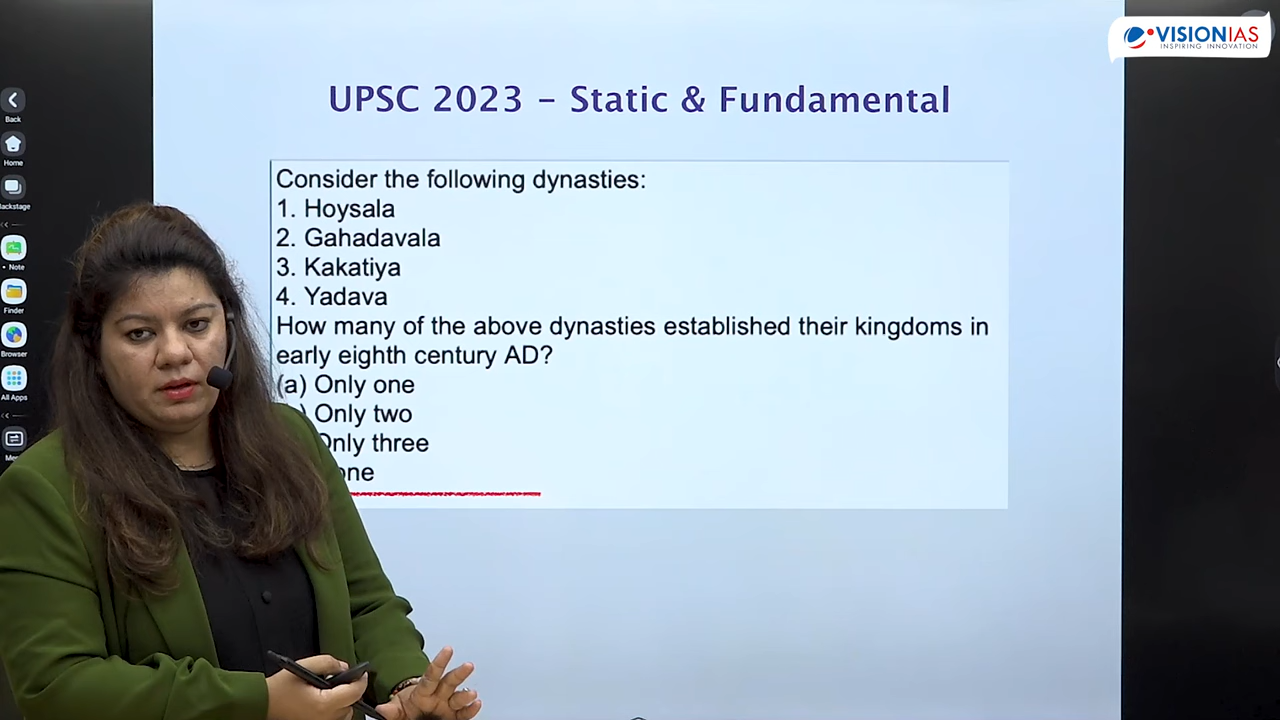 VISIONIAS
INSPIRING INNOVATION
UPSC 2023 – Static & Fundamental
Back
Home
ackstage
Note
Finder
Browser
All Apps
Consider the following dynasties:
1. Hoysala
2. Gahadavala
3. Kakatiya
4. Yadava
How many of the above dynasties established their kingdoms in
early eighth century AD?
(a) Only one
) Only two
Only three
one